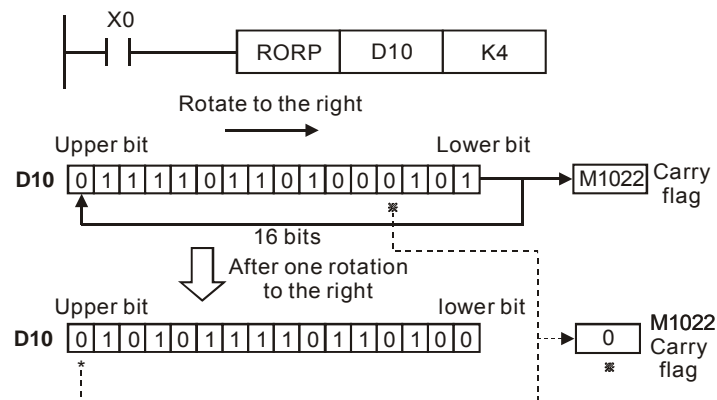 X0
RORP D10 K4
Rotate to the right
Upper bit Lower bit
D10 0 1 1 1 1 0 1 1 0 1 0 0 0 1 0 1 M1022 Carry
flag
※
16 bits
After one rotation
to the right
Upper bit lower bit
D10 0 1 0 1 0 1 1 1 1 0 1 1 0 1 0 0 0 M1022
Carry
flag
* ※